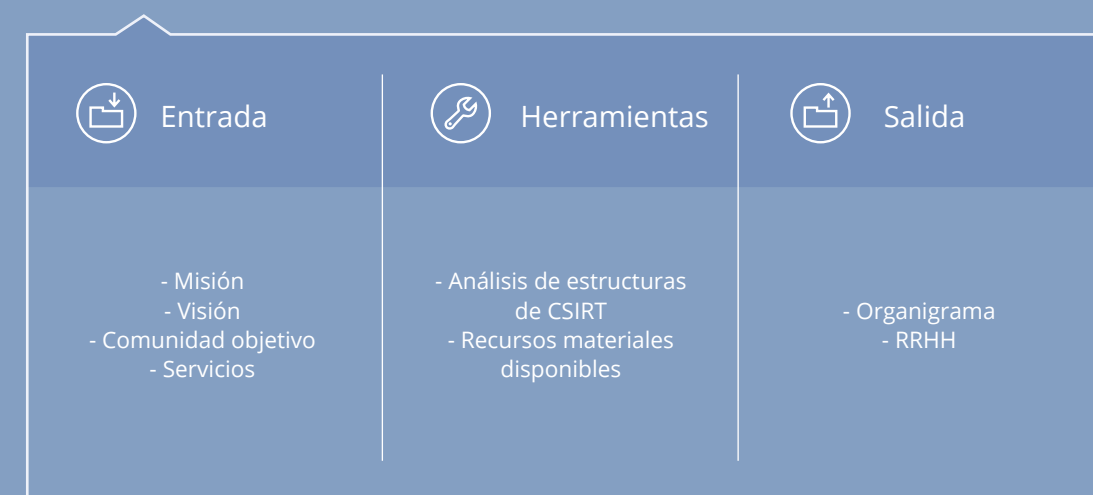 Entrada
Herramientas
Salida
- Misión
- Visión
- Comunidad objetivo
- Servicios
- Análisis de estructuras
de CSIRT
- Recursos materiales
disponibles
- Organigrama
- RRHH